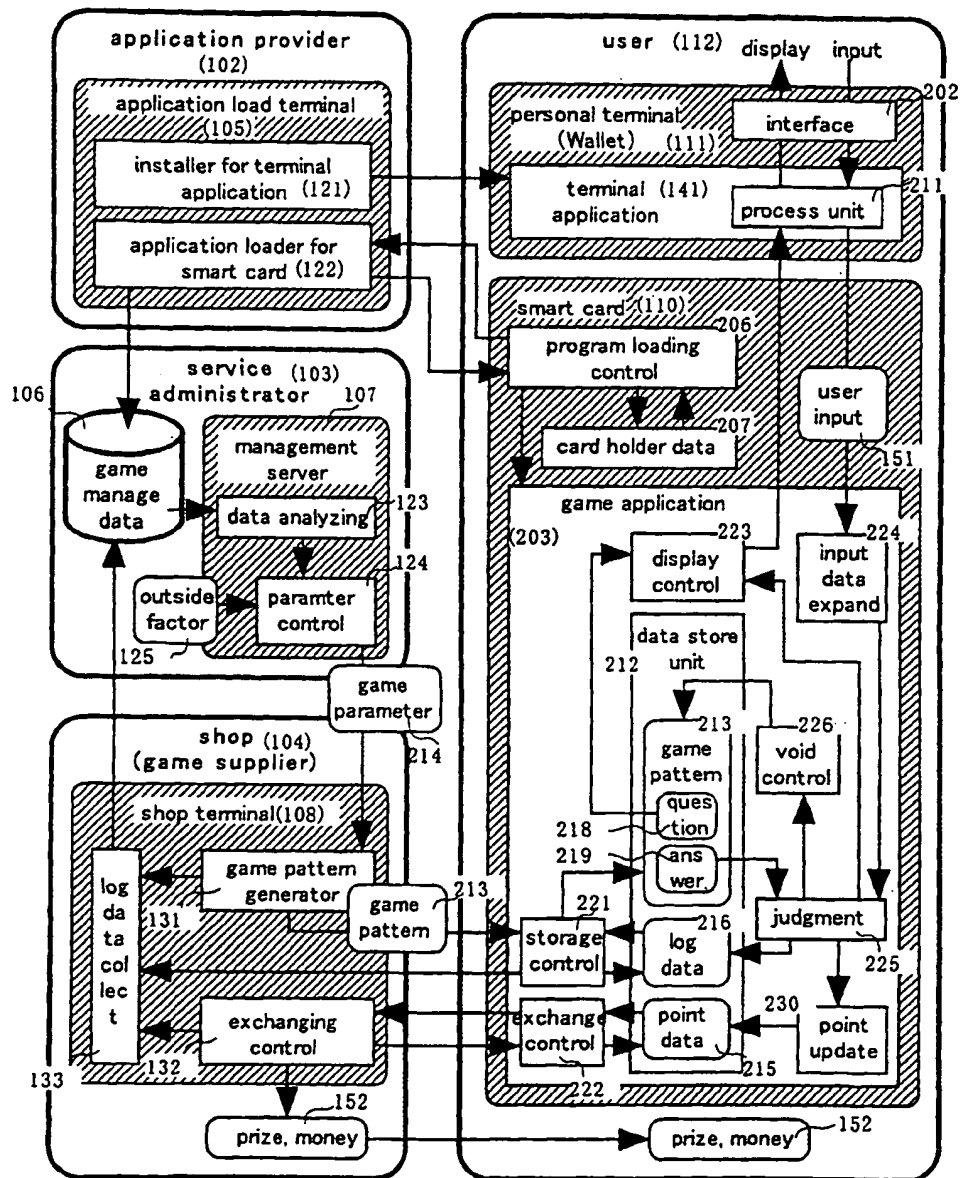 application provider
(102)
application load terminal
(105)
installer for terminal
application (121)
application loader for
smart card (122)
service (103)
administrator
106
107
game
manage
data
management
server
data analyzing
123
124
outside
factor
125
paramter
control
game
parameter
214
shop (104)
(game supplier)
shop terminal(108)
log
da
ta
col
lec
t
131
game pattern
generator
213
game
pattern
exchanging
control
132
133
152
prize, money
user (112)
display
input
202
personal terminal
(Wallet) (111)
interface
terminal (141)
application
211
process unit
smart card (110)
206
program loading
control
207
card holder data
user
input
151
game application
(203)
223
display
control
224
input
data
expand
data store
unit
212
213
game
pattern
226
void
control
ques
tion
218
219
ans
wer
221
storage
control
216
log
data
judgment
225
230
exchange
control
222
point
data
215
point
update
prize, money
152